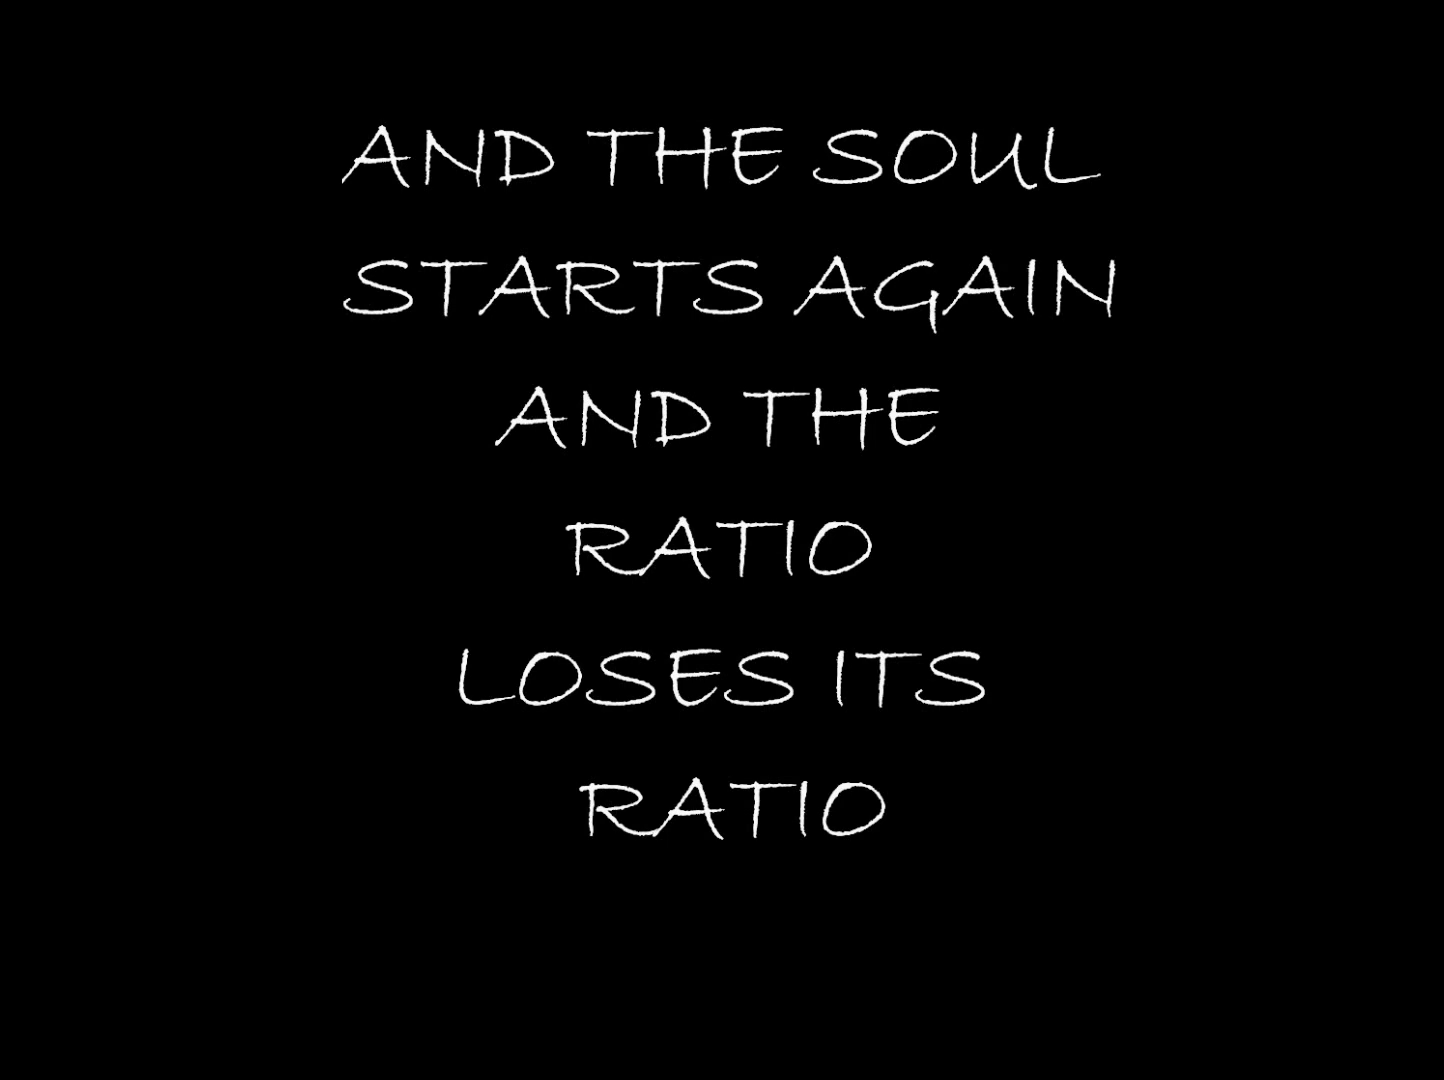 AND THE SOUL
STARTS AGAIN
AND THE
RATIO
LOSES ITS
RATIO